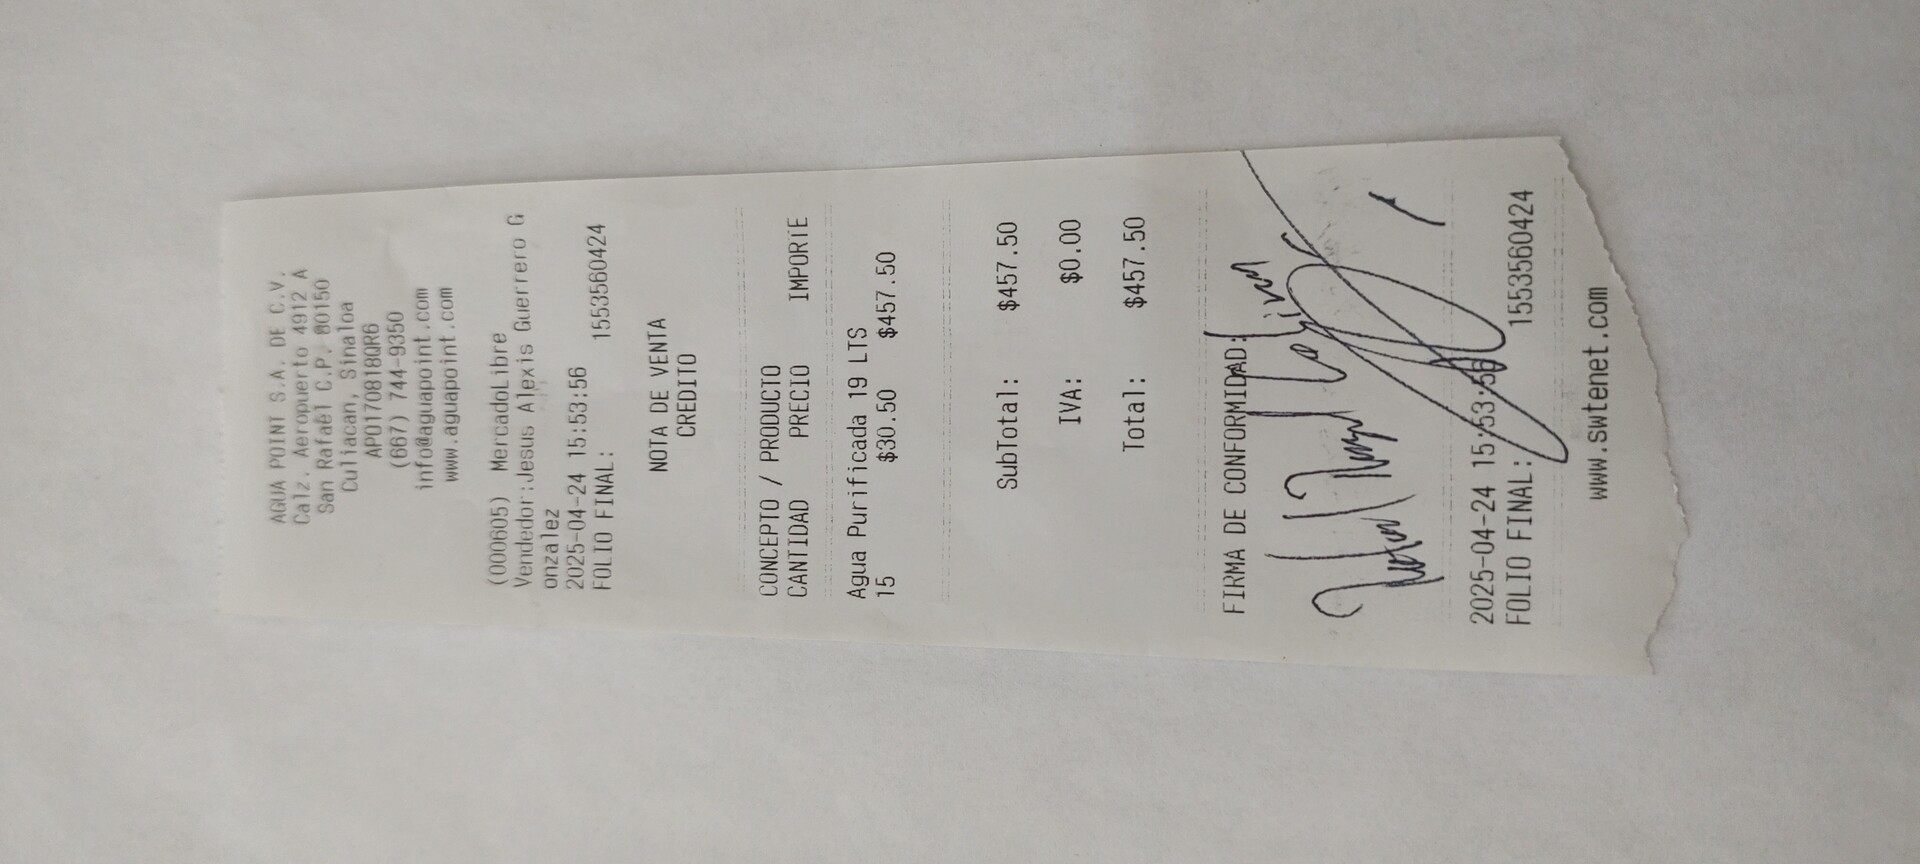 AGUA POINT S.A. DE C.V.
Calz. Aeropuerto 4912 A
San Rafael C.P. 80150
Culiacan, Sinaloa
APO170818QR6
(667) 744-9350
info@aguapoint.com
www.aguapoint.com
(000605) MercadoLibre
Vendedor:Jesus Alexis Guerrero G
onzalez
2025-04-24 15:53:56
FOLIO FINAL: 1553560424
NOTA DE VENTA
CREDITO
CONCEPTO / PRODUCTO
CANTIDAD PRECIO IMPORTE
Agua Purificada 19 LTS
15 $30.50 $457.50
SubTotal: $457.50
IVA: $0.00
Total: $457.50
FIRMA DE CONFORMIDAD:
2025-04-24 15:53:56
FOLIO FINAL: 1553560424
www.swtenet.com